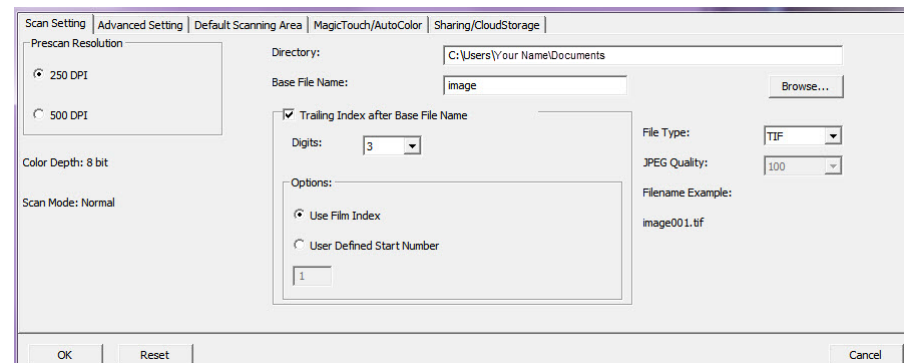 Scan Setting Advanced Setting Default Scanning Area MagicTouch/AutoColor Sharing/CloudStorage
Prescan Resolution
250 DPI
500 DPI
Color Depth: 8 bit
Scan Mode: Normal
Directory: C:\Users\Your Name\Documents
Base File Name: image
Browse...
Trailing Index after Base File Name
Digits: 3
Options:
Use Film Index
User Defined Start Number
1
File Type: TIF
JPEG Quality: 100
Filename Example:
image001.tif
OK Reset Cancel